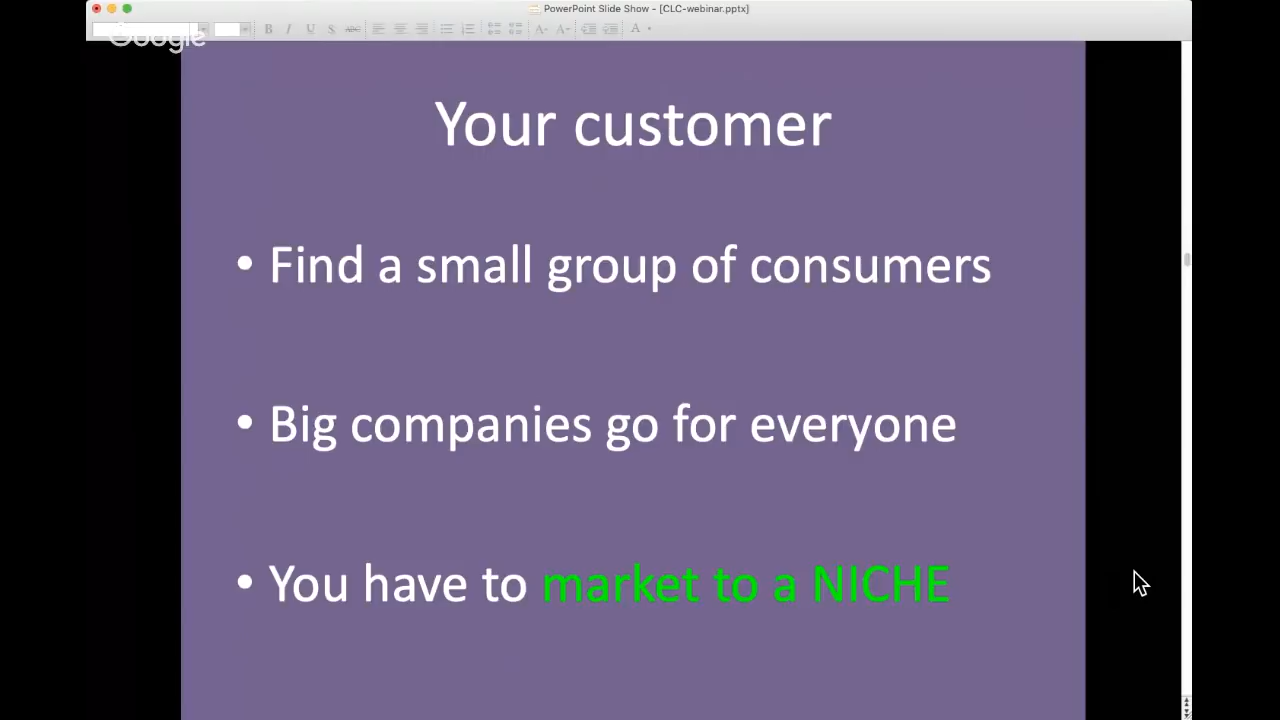 PowerPoint Slide Show - [CLC-webinar.pptx]
B I U S ABC A A A
Google
Your customer
• Find a small group of consumers
• Big companies go for everyone
• You have to market to a NICHE